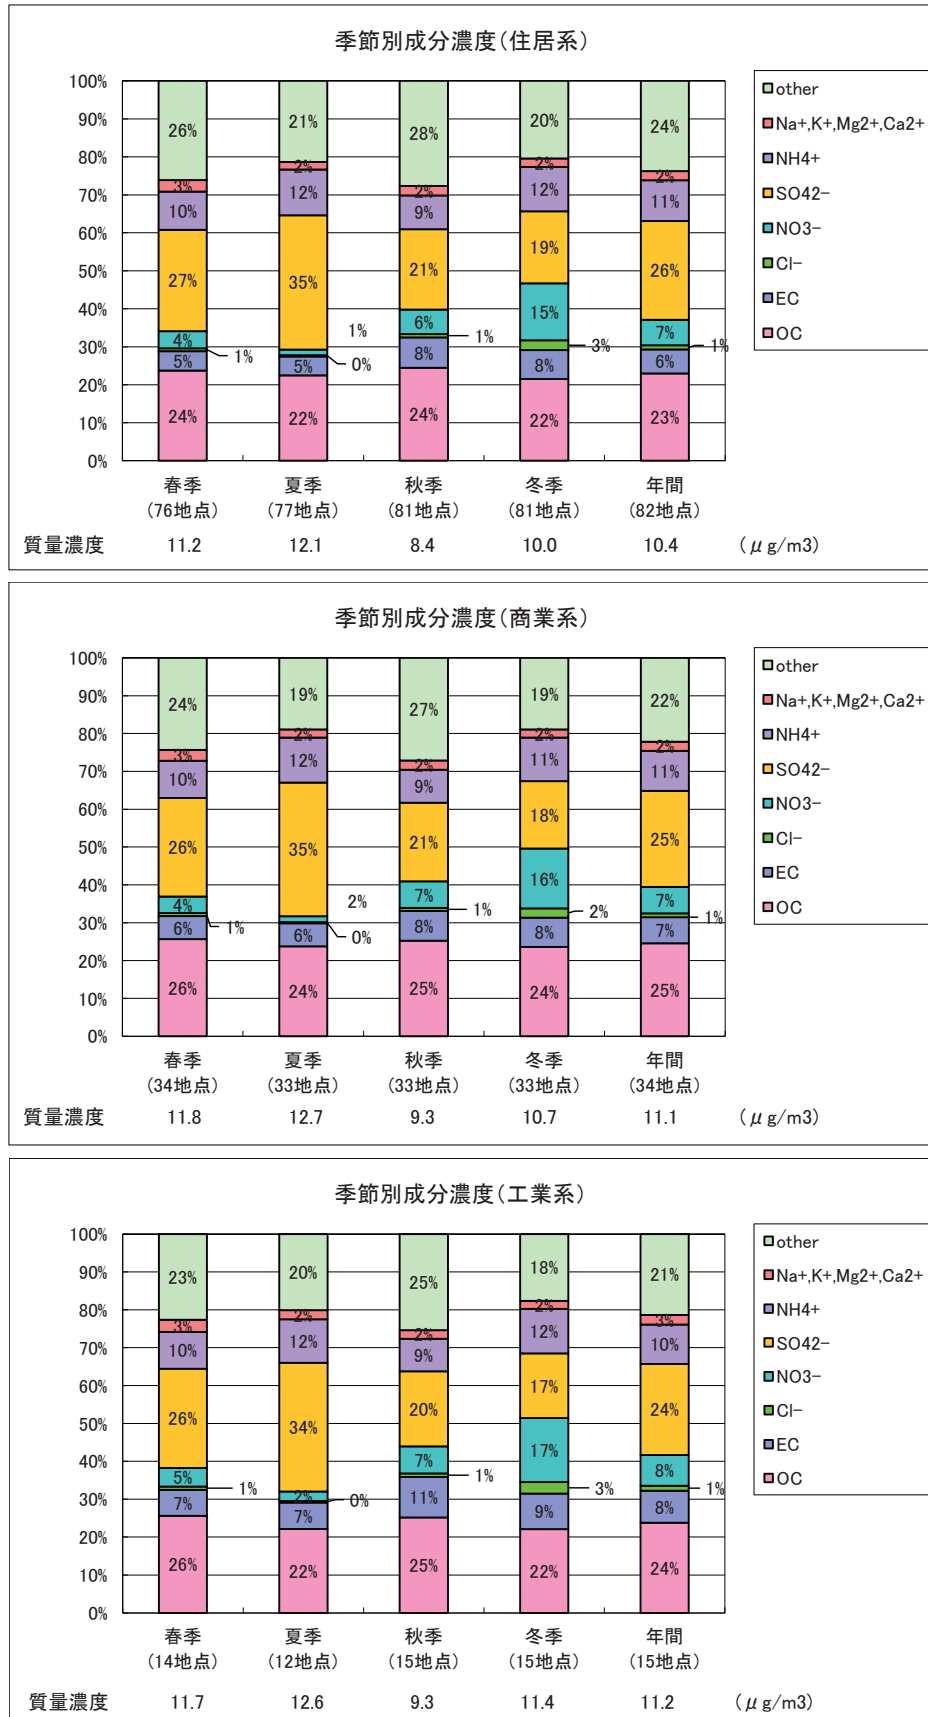 季節別成分濃度(住居系)
100%
90%
80%
70%
60%
50%
40%
30%
20%
10%
0%
26% 21% 28% 20% 24%
3% 2% 2% 2% 2%
10% 12% 9% 12% 11%
27% 35% 21% 19% 26%
4% 1% 6% 15% 7%
1% 0% 1% 3% 1%
5% 5% 8% 8% 6%
24% 22% 24% 22% 23%
other
Na+,K+,Mg2+,Ca2+
NH4+
SO42−
NO3−
Cl−
EC
OC
春季 夏季 秋季 冬季 年間
(76地点) (77地点) (81地点) (81地点) (82地点)
質量濃度 11.2 12.1 8.4 10.0 10.4 (μg/m3)
季節別成分濃度(商業系)
100%
90%
80%
70%
60%
50%
40%
30%
20%
10%
0%
24% 19% 27% 19% 22%
3% 2% 2% 2% 2%
10% 12% 9% 11% 11%
26% 35% 21% 18% 25%
4% 2% 7% 16% 7%
1% 0% 1% 2% 1%
6% 6% 8% 8% 7%
26% 24% 25% 24% 25%
other
Na+,K+,Mg2+,Ca2+
NH4+
SO42−
NO3−
Cl−
EC
OC
春季 夏季 秋季 冬季 年間
(34地点) (33地点) (33地点) (33地点) (34地点)
質量濃度 11.8 12.7 9.3 10.7 11.1 (μg/m3)
季節別成分濃度(工業系)
100%
90%
80%
70%
60%
50%
40%
30%
20%
10%
0%
23% 20% 25% 18% 21%
3% 2% 2% 2% 3%
10% 12% 9% 12% 10%
26% 34% 20% 17% 24%
5% 2% 7% 17% 8%
1% 0% 1% 3% 1%
7% 7% 11% 9% 8%
26% 22% 25% 22% 24%
other
Na+,K+,Mg2+,Ca2+
NH4+
SO42−
NO3−
Cl−
EC
OC
春季 夏季 秋季 冬季 年間
(14地点) (12地点) (15地点) (15地点) (15地点)
質量濃度 11.7 12.6 9.3 11.4 11.2 (μg/m3)